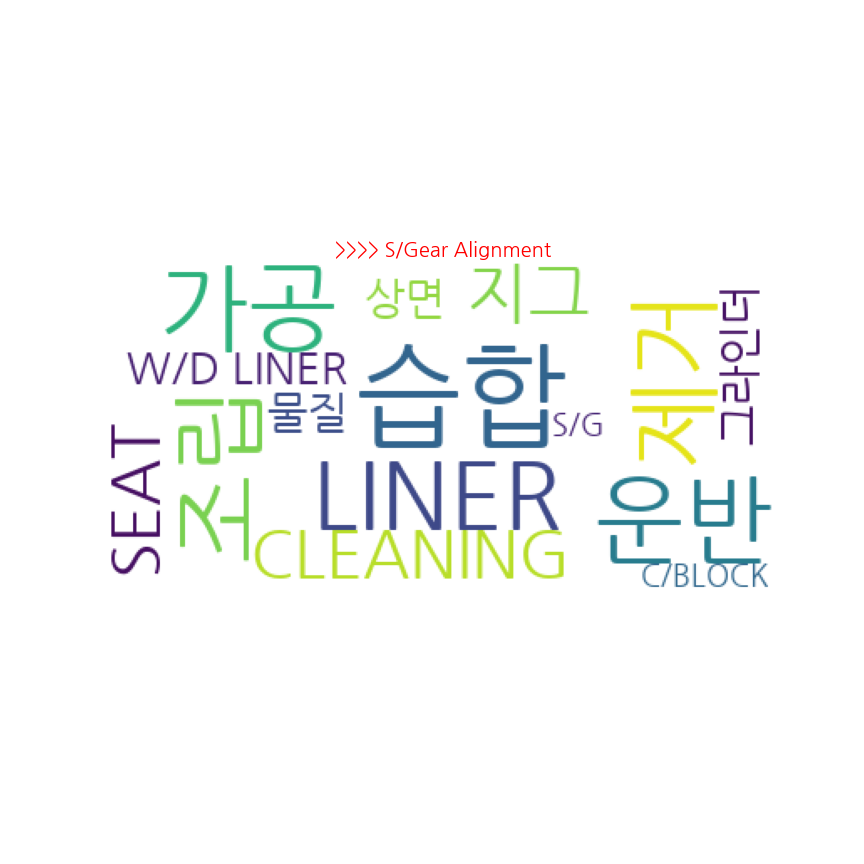 >>>> S/Gear Alignment
가공
상면
지그
제거
그라인더
W/D LINER
물질
습합
S/G
조립
SEAT
LINER
운반
CLEANING
C/BLOCK